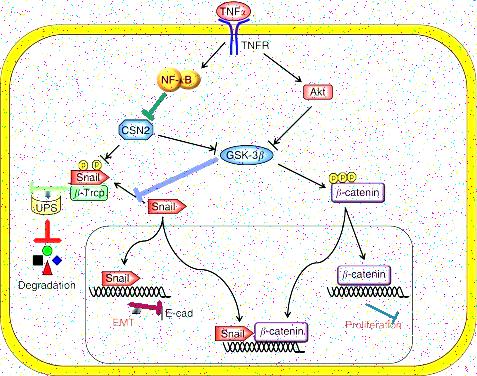 TNFα
TNFR
NF-κB
Akt
CSN2
GSK-3β
P P
Snail
β-Trcp
UPS
P P P
β-catenin
Snail
Degradation
Snail
β-catenin
EMT
E-cad
Proliferation
Snail
β-catenin